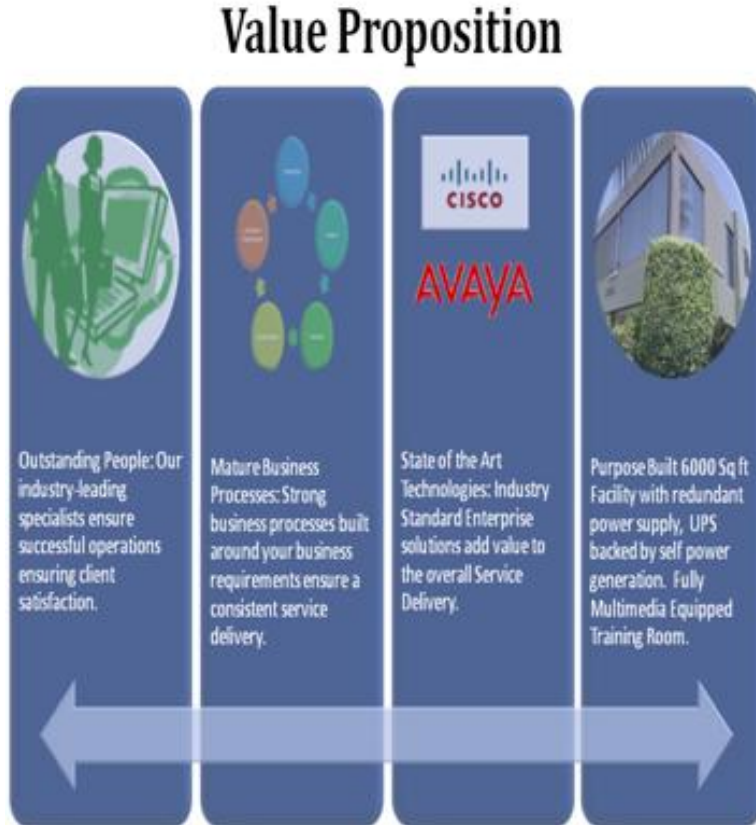 Value Proposition
Outstanding People: Our
industry-leading
specialists ensure
successful operations
ensuring client
satisfaction.
Mature Business
Processes: Strong
business processes built
around your business
requirements ensure a
consistent service
delivery.
CISCO
AVAYA
State of the Art
Technologies: Industry
Standard Enterprise
solutions add value to
the overall Service
Delivery.
Purpose Built 6000 Sq ft
Facility with redundant
power supply, UPS
backed by self power
generation. Fully
Multimedia Equipped
Training Room.